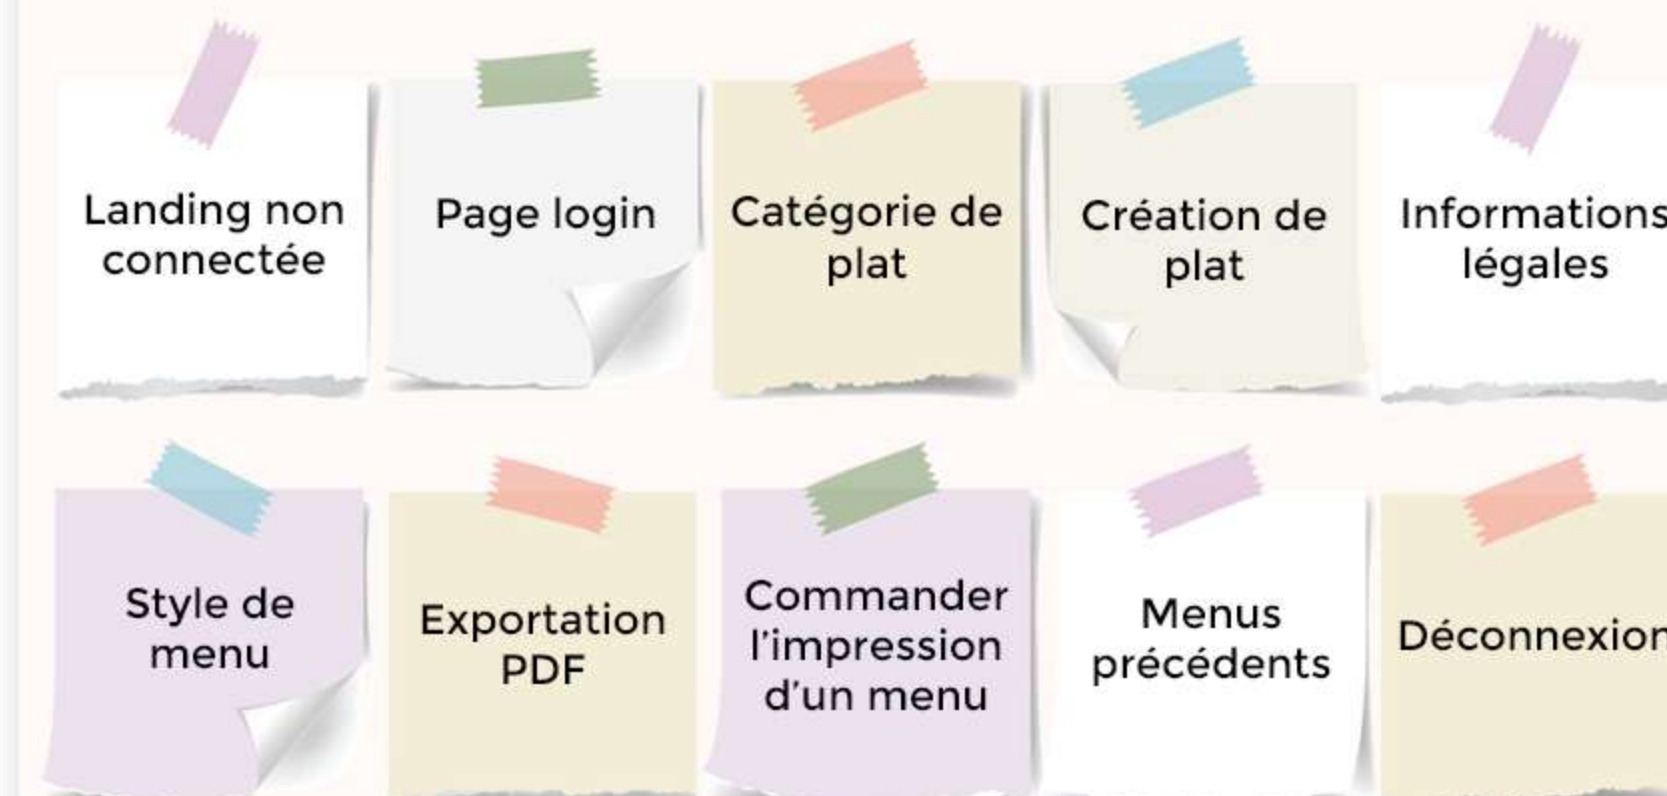 Landing non
connectée
Page login
Catégorie de
plat
Création de
plat
Informations
légales
Style de
menu
Exportation
PDF
Commander
l'impression
d'un menu
Menus
précédents
Déconnexion